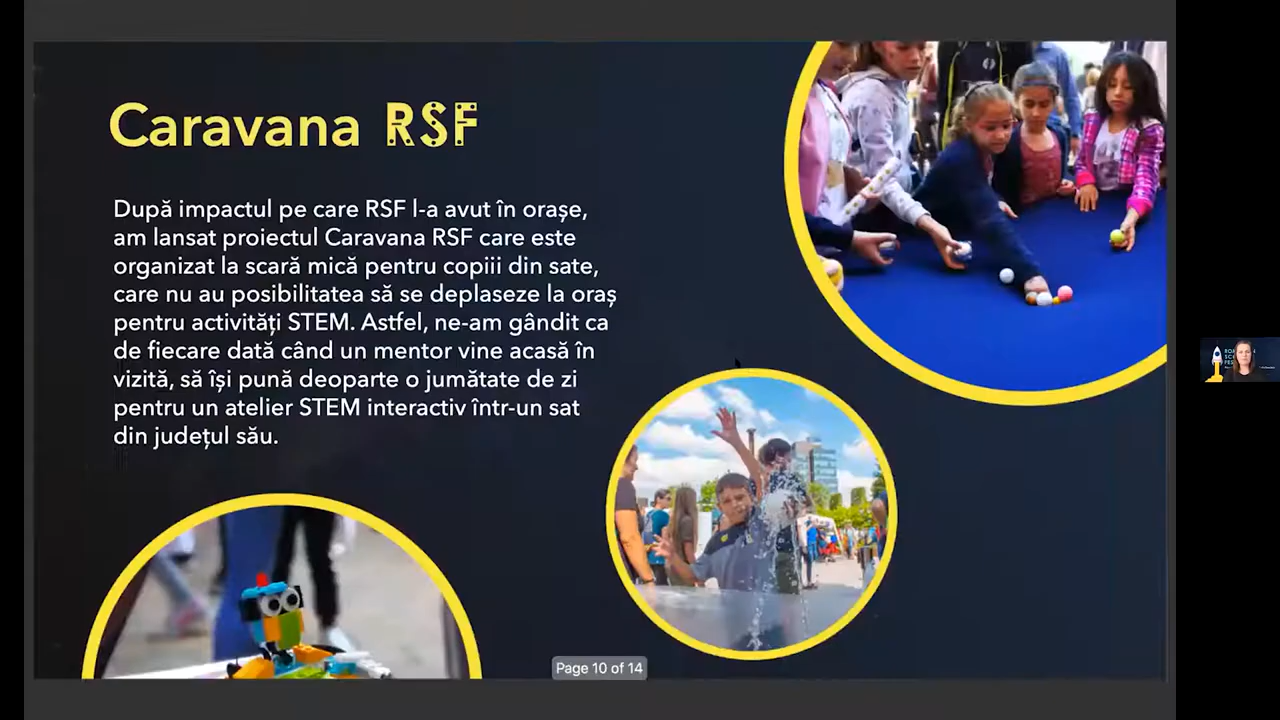 Caravana RSF
După impactul pe care RSF l-a avut în orașe,
am lansat proiectul Caravana RSF care este
organizat la scară mică pentru copiii din sate,
care nu au posibilitatea să se deplaseze la oraș
pentru activități STEM. Astfel, ne-am gândit ca
de fiecare dată când un mentor vine acasă în
vizită, să își pună deoparte o jumătate de zi
pentru un atelier STEM interactiv într-un sat
din județul său.
Page 10 of 14